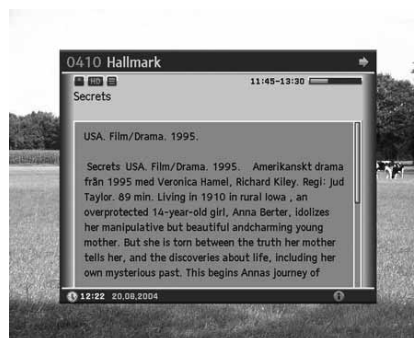 0410 Hallmark
HD
11:45-13:30
Secrets
USA. Film/Drama. 1995.
Secrets USA. Film/Drama. 1995. Amerikanskt drama
från 1995 med Veronica Hamel, Richard Kiley. Regi: Jud
Taylor. 89 min. Living in 1910 in rural Iowa , an
overprotected 14-year-old girl, Anna Berter, idolizes
her manipulative but beautiful andcharming young
mother. But she is torn between the truth her mother
tells her, and the discoveries about life, including her
own mysterious past. This begins Annas journey of
12:22 20.08.2004